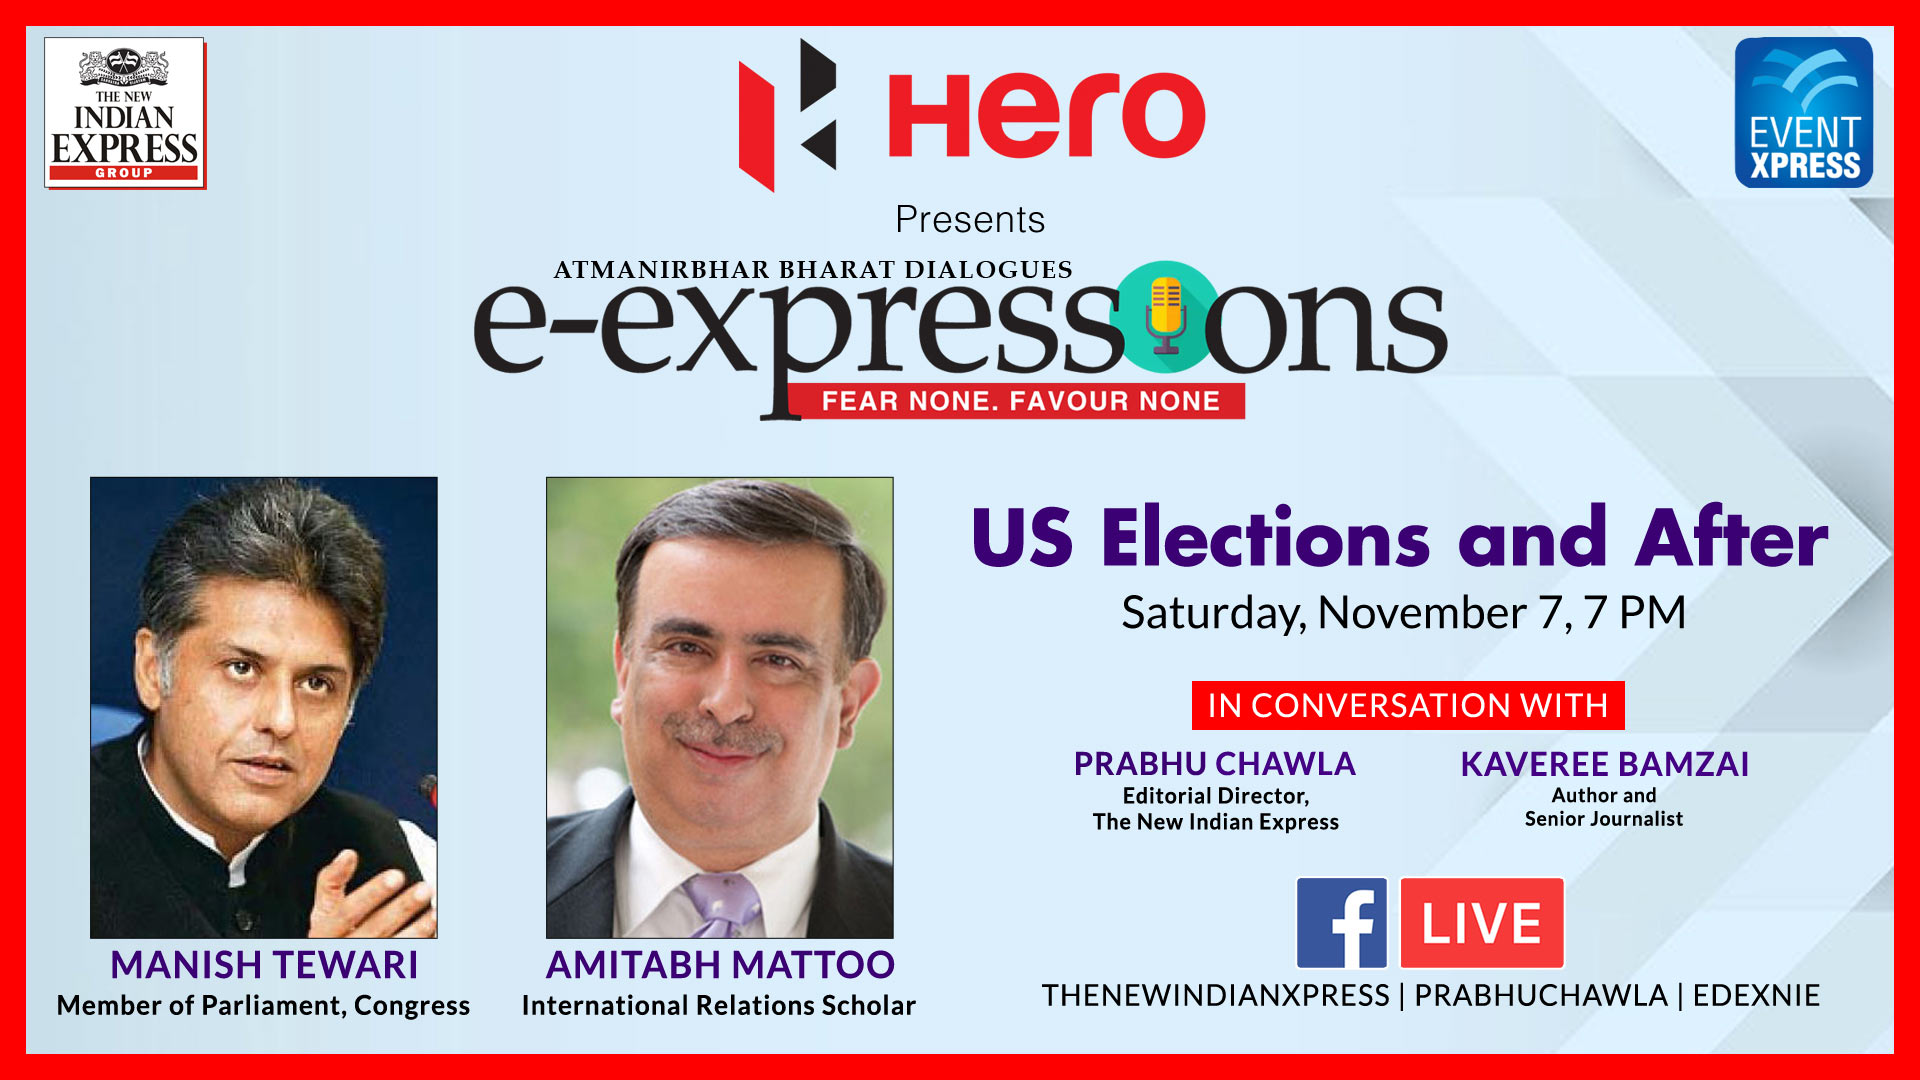 THE NEW
INDIAN
EXPRESS
GROUP
Hero
EVENT
XPRESS
Presents
ATMANIRBHAR BHARAT DIALOGUES
e-expressions
FEAR NONE. FAVOUR NONE
US Elections and After
Saturday, November 7, 7 PM
IN CONVERSATION WITH
PRABHU CHAWLA
Editorial Director,
The New Indian Express
KAVEREE BAMZAI
Author and
Senior Journalist
MANISH TEWARI
Member of Parliament, Congress
AMITABH MATTOO
International Relations Scholar
f LIVE
THENEWINDIANXPRESS | PRABHUCHAWLA | EDEXNIE